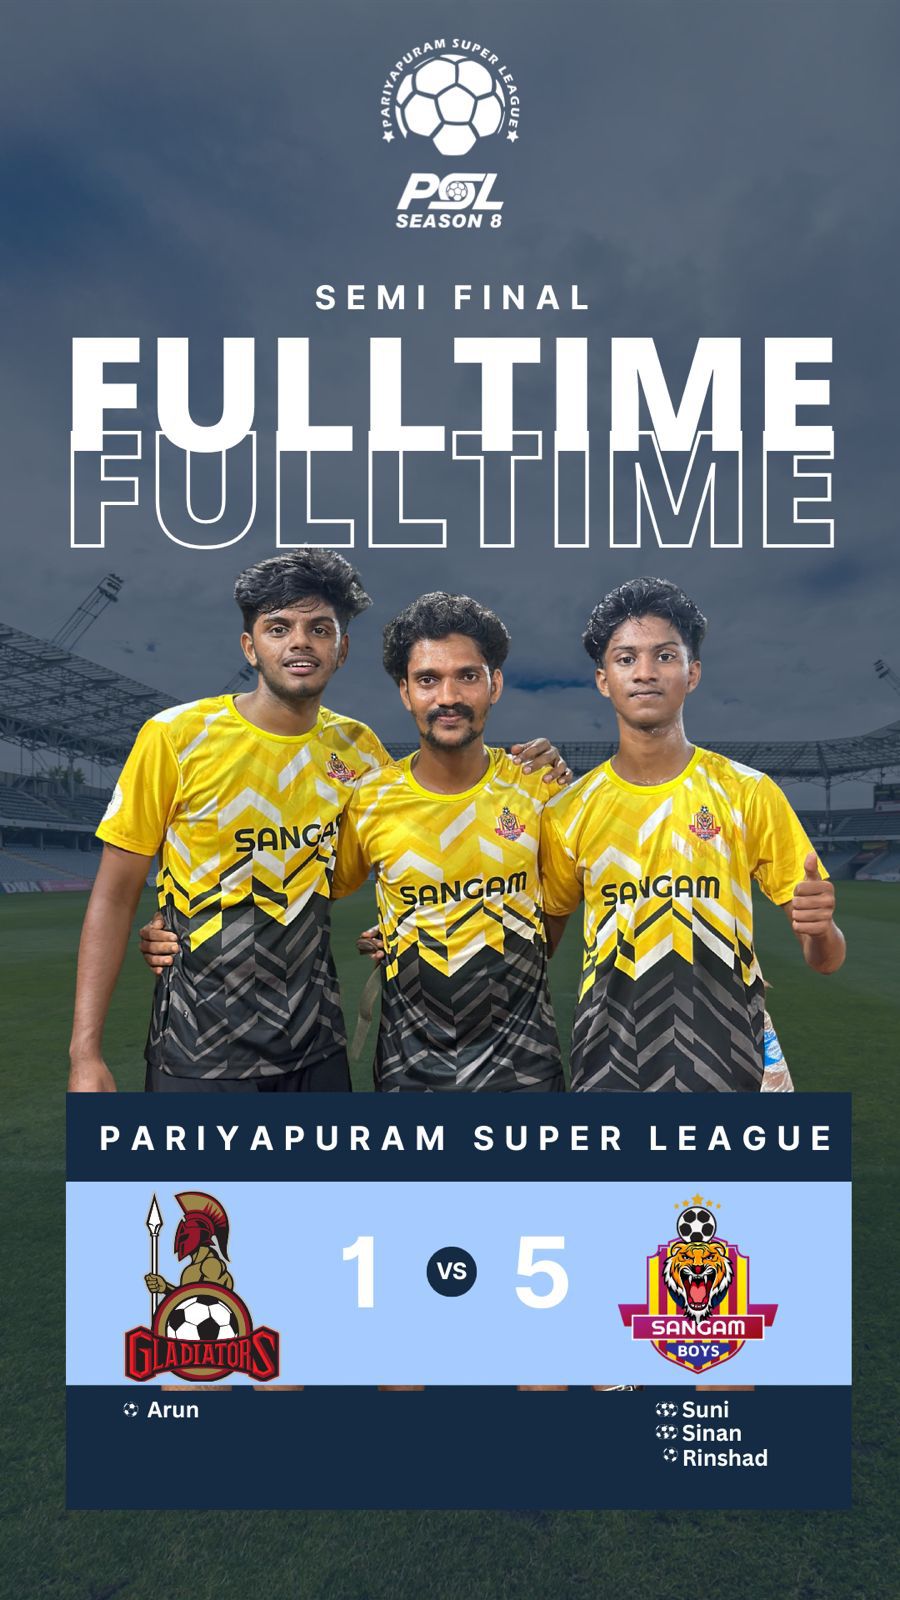 PARIYAPURAM SUPER LEAGUE
PSL
SEASON 8
SEMI FINAL
FULLTIME
FULLTIME
SANGA
SANGAM
SANGAM
PARIYAPURAM SUPER LEAGUE
GLADIATORS
1 VS 5
SANGAM
BOYS
Arun
Suni
Sinan
Rinshad